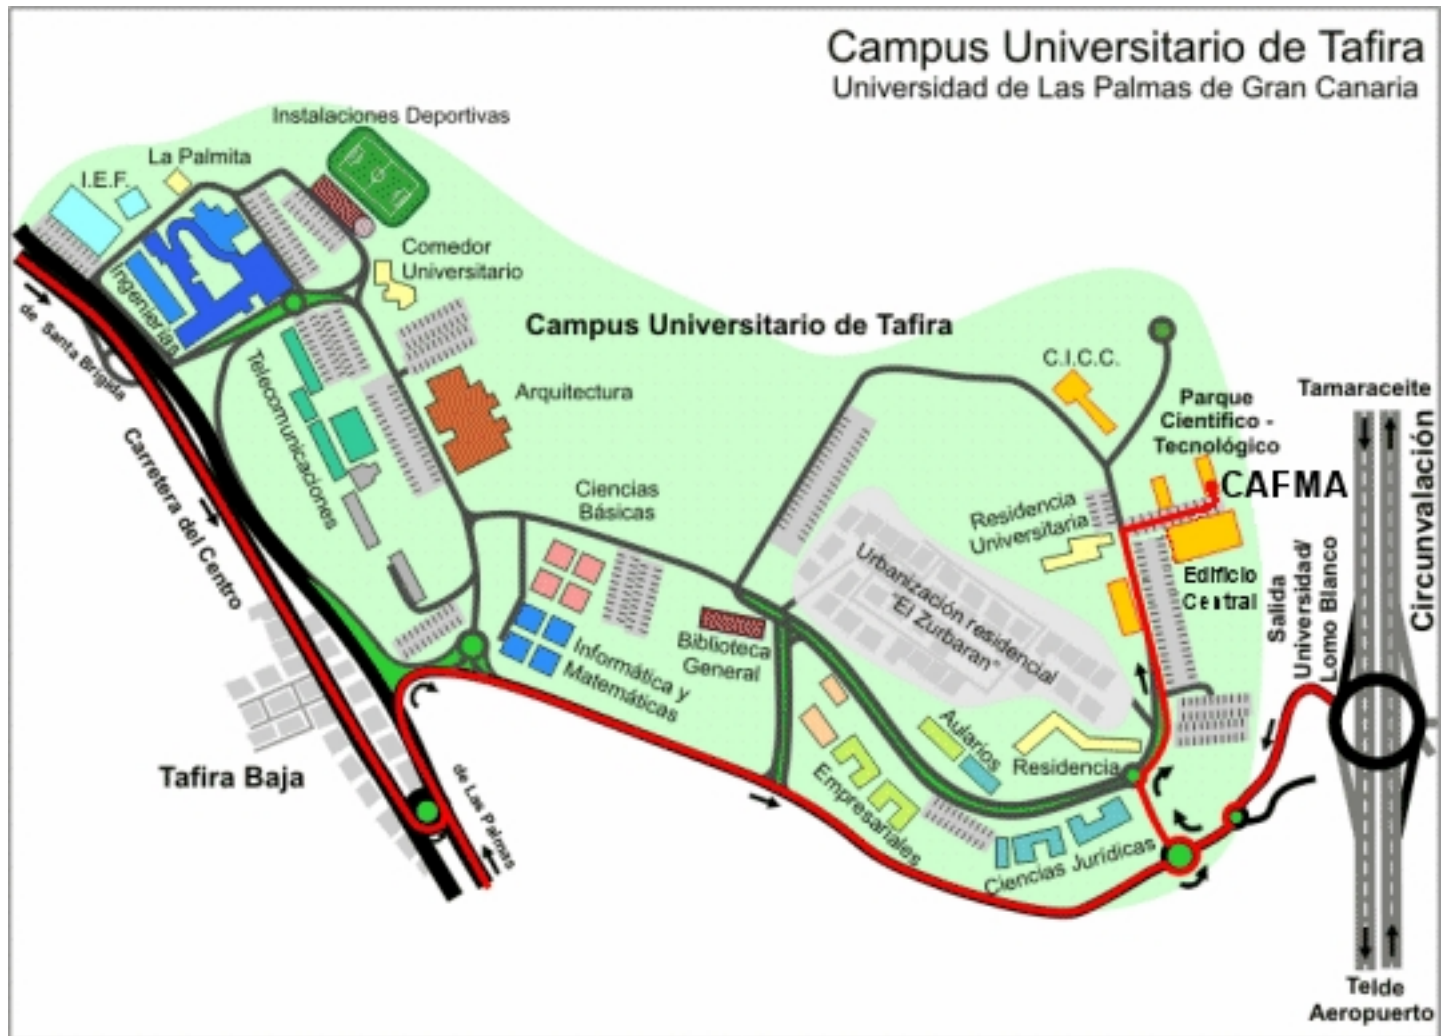 Campus Universitario de Tafira
Universidad de Las Palmas de Gran Canaria
Instalaciones Deportivas
La Palmita
I.E.F.
Comedor
Universitario
Ingenierías
de Santa Brígida
Campus Universitario de Tafira
Telecomunicaciones
Arquitectura
C.I.C.C.
Tamaraceite
Parque
Científico -
Tecnológico
CAFMA
Circunvalación
Carretera del Centro
Ciencias
Básicas
Residencia
Universitaria
Urbanización residencial
"El Zurbaran"
Edificio
Central
Salida
Universidad/
Lomo Blanco
Biblioteca
General
Informática y
Matemáticas
Tafira Baja
de Las Palmas
Aularios
Residencia
Empresariales
Ciencias Jurídicas
Telde
Aeropuerto